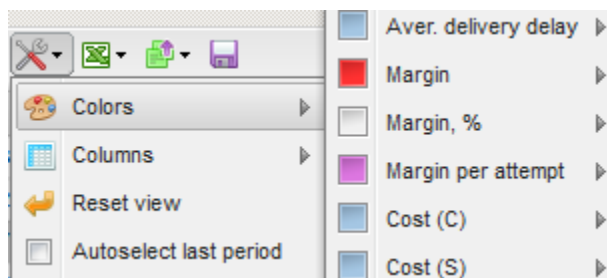 Colors
Columns
Reset view
Autoselect last period
Aver. delivery delay
Margin
Margin, %
Margin per attempt
Cost (C)
Cost (S)